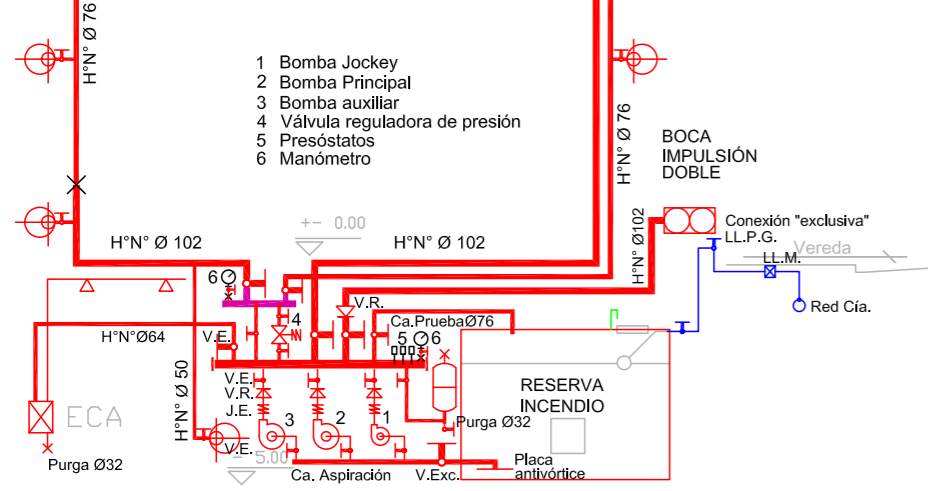 H°N° Ø 76
1 Bomba Jockey
2 Bomba Principal
3 Bomba auxiliar
4 Válvula reguladora de presión
5 Presóstatos
6 Manómetro
H°N° Ø 76
BOCA
IMPULSIÓN
DOBLE
+- 0.00
H°N° Ø 102
H°N° Ø 102
H°N° Ø102
Conexión "exclusiva"
LL.P.G.
Vereda
LL.M.
Red Cía.
6
V.R.
4
Ca.PruebaØ76
H°N°Ø64
V.E.
5
6
V.E.
V.R.
J.E.
RESERVA
INCENDIO
H°N° Ø 50
ECA
3
2
1
Purga Ø32
V.E.
- 5.00
Purga Ø32
Ca. Aspiración
V.Exc.
Placa
antivórtice